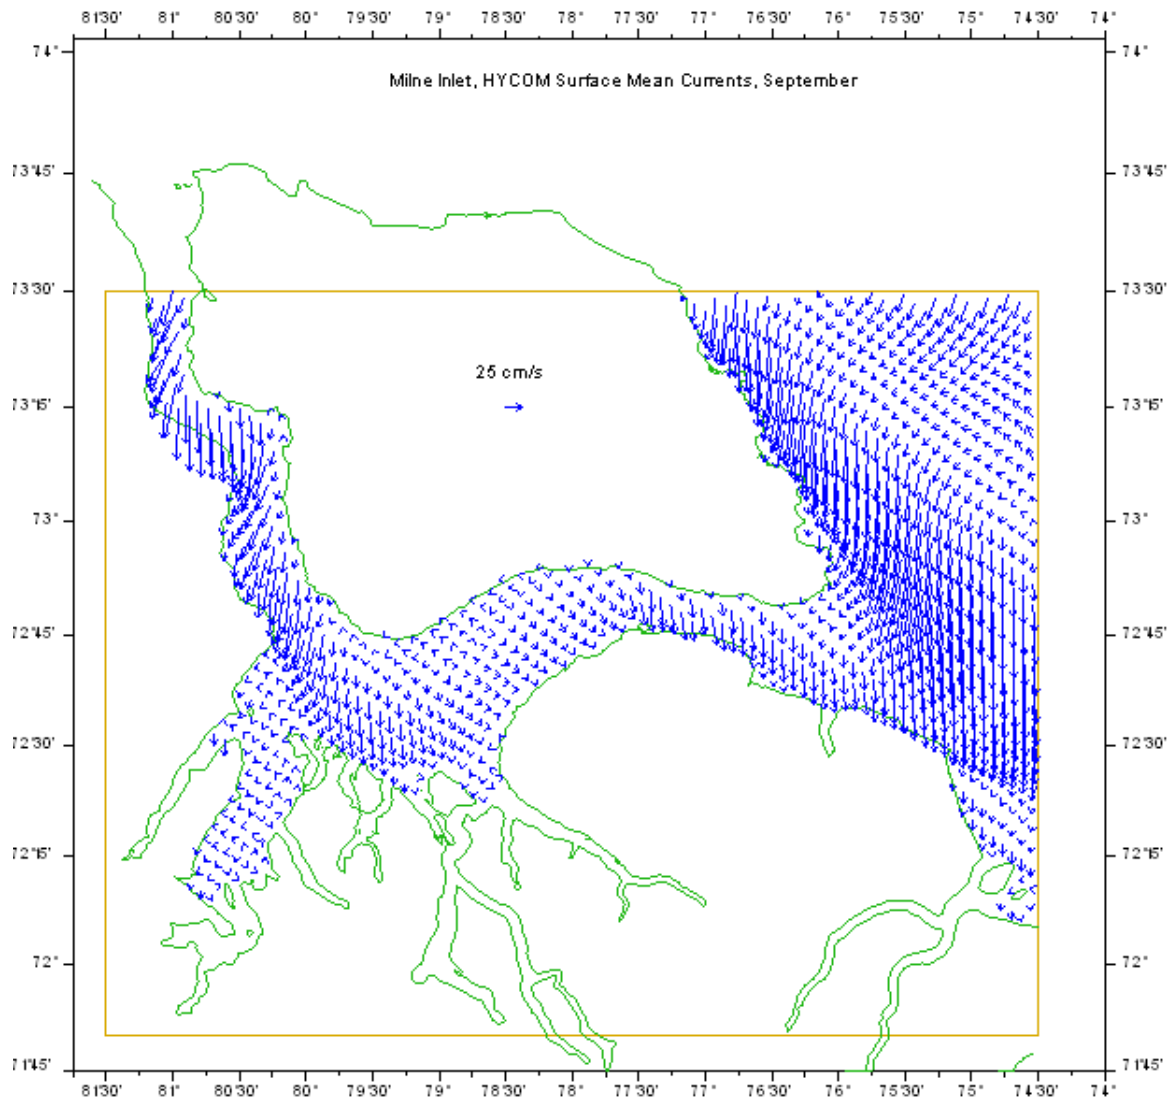 81°30' 81° 80°30' 80° 79°30' 79° 78°30' 78° 77°30' 77° 76°30' 76° 75°30' 75° 74°30' 74°
74° 74°
Milne Inlet, HYCOM Surface Mean Currents, September
73°45' 73°45'
73°30' 73°30'
25 cm/s
73°15' 73°15'
73° 73°
72°45' 72°45'
72°30' 72°30'
72°15' 72°15'
72° 72°
71°45' 71°45'
81°30' 81° 80°30' 80° 79°30' 79° 78°30' 78° 77°30' 77° 76°30' 76° 75°30' 75° 74°30' 74°